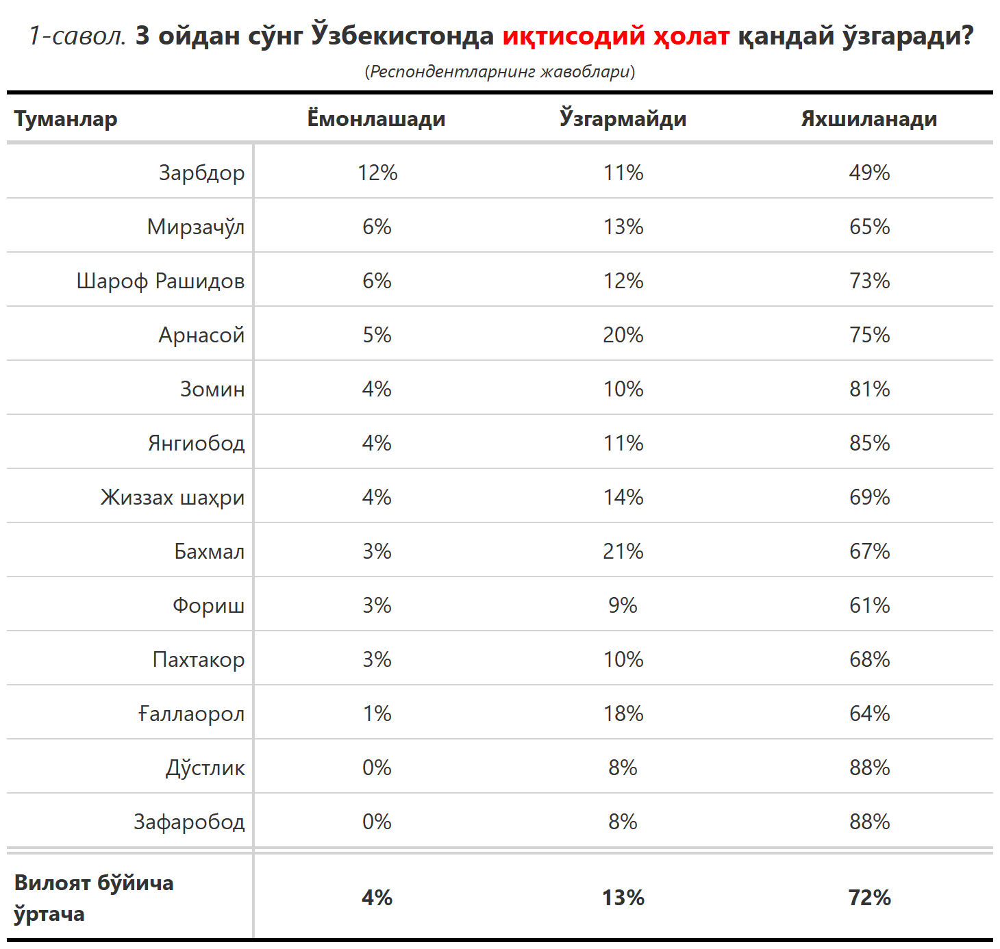 1-савол. 3 ойдан сўнг Ўзбекистонда иқтисодий ҳолат қандай ўзгаради?
(Респондентларнинг жавоблари)
Туманлар Ёмонлашади Ўзгармайди Яхшиланади
Зарбдор 12% 11% 49%
Мирзачўл 6% 13% 65%
Шароф Рашидов 6% 12% 73%
Арнасой 5% 20% 75%
Зомин 4% 10% 81%
Янгиобод 4% 11% 85%
Жиззах шаҳри 4% 14% 69%
Бахмал 3% 21% 67%
Фориш 3% 9% 61%
Пахтакор 3% 10% 68%
Ғаллаорол 1% 18% 64%
Дўстлик 0% 8% 88%
Зафаробод 0% 8% 88%
Вилоят бўйича
ўртача 4% 13% 72%